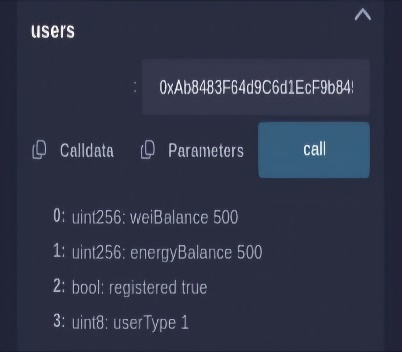 users
: 0xAb8483F64d9C6d1EcF9b84
Calldata Parameters call
0: uint256: weiBalance 500
1: uint256: energyBalance 500
2: bool: registered true
3: uint8: userType 1